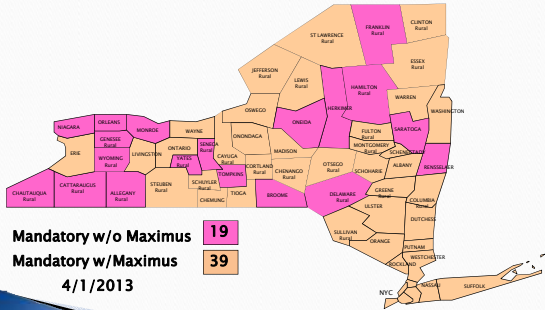 CLINTON
Rural
FRANKLIN
Rural
ST LAWRENCE
Rural
ESSEX
Rural
JEFFERSON
Rural
LEWIS
Rural
HAMILTON
Rural
WARREN
WASHINGTON
Rural
HERKIMER
OSWEGO
ONEIDA
NIAGARA
ORLEANS
Rural
MONROE
WAYNE
FULTON
Rural
SARATOGA
ONONDAGA
MADISON
MONTGOMERY
Rural
SCHENECTADY
GENESEE
Rural
SENECA
Rural
ONTARIO
ERIE
WYOMING
Rural
LIVINGSTON
YATES
Rural
CAYUGA
Rural
CORTLAND
Rural
OTSEGO
Rural
SCHOHARIE
ALBANY
RENSSELAER
CHENANGO
Rural
TOMPKINS
SCHUYLER
Rural
STEUBEN
Rural
CHAUTAUQUA
Rural
CATTARAUGUS
Rural
ALLEGANY
Rural
CHEMUNG
TIOGA
BROOME
DELAWARE
Rural
GREENE
Rural
COLUMBIA
Rural
ULSTER
DUTCHESS
SULLIVAN
Rural
ORANGE
PUTNAM
WESTCHESTER
ROCKLAND
NYC
NASSAU
SUFFOLK
Mandatory w/o Maximus 19
Mandatory w/Maximus 39
4/1/2013